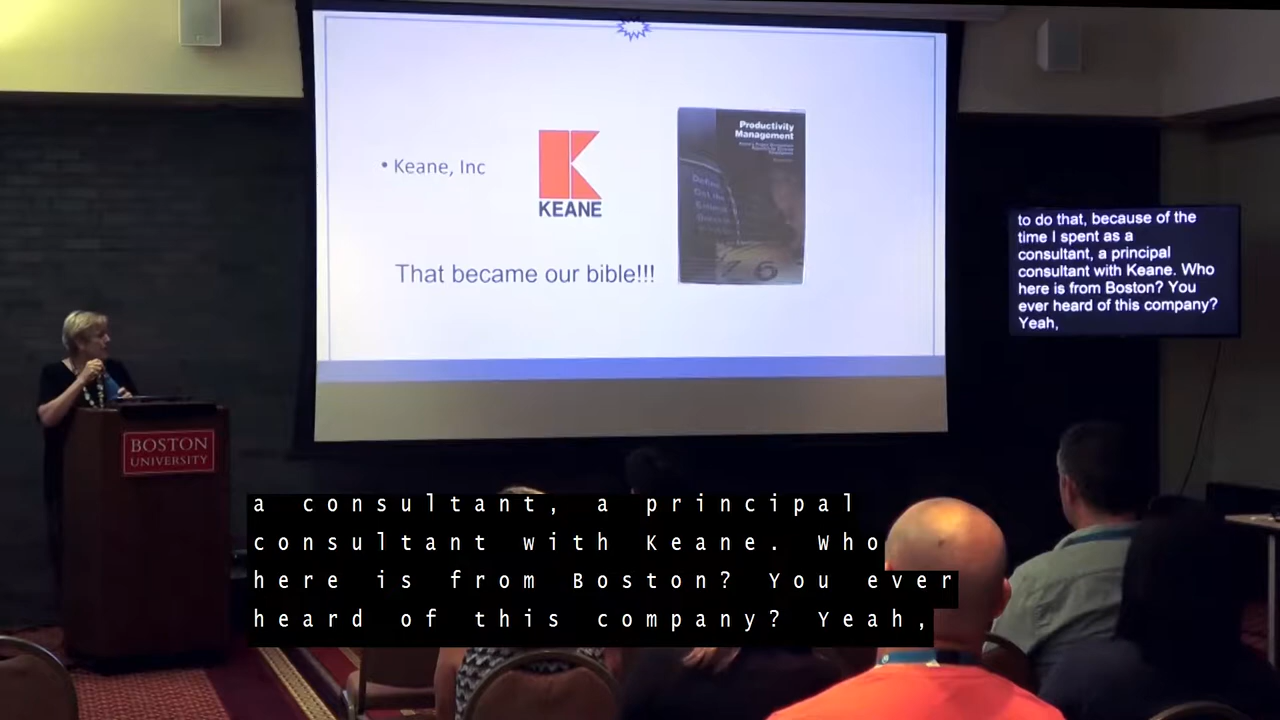 • Keane, Inc
KEANE
That became our bible!!!
Productivity
Management
to do that, because of the
time I spent as a
consultant, a principal
consultant with Keane. Who
here is from Boston? You
ever heard of this company?
Yeah,
BOSTON
UNIVERSITY
a consultant, a principal
consultant with Keane. Who
here is from Boston? You ever
heard of this company? Yeah,